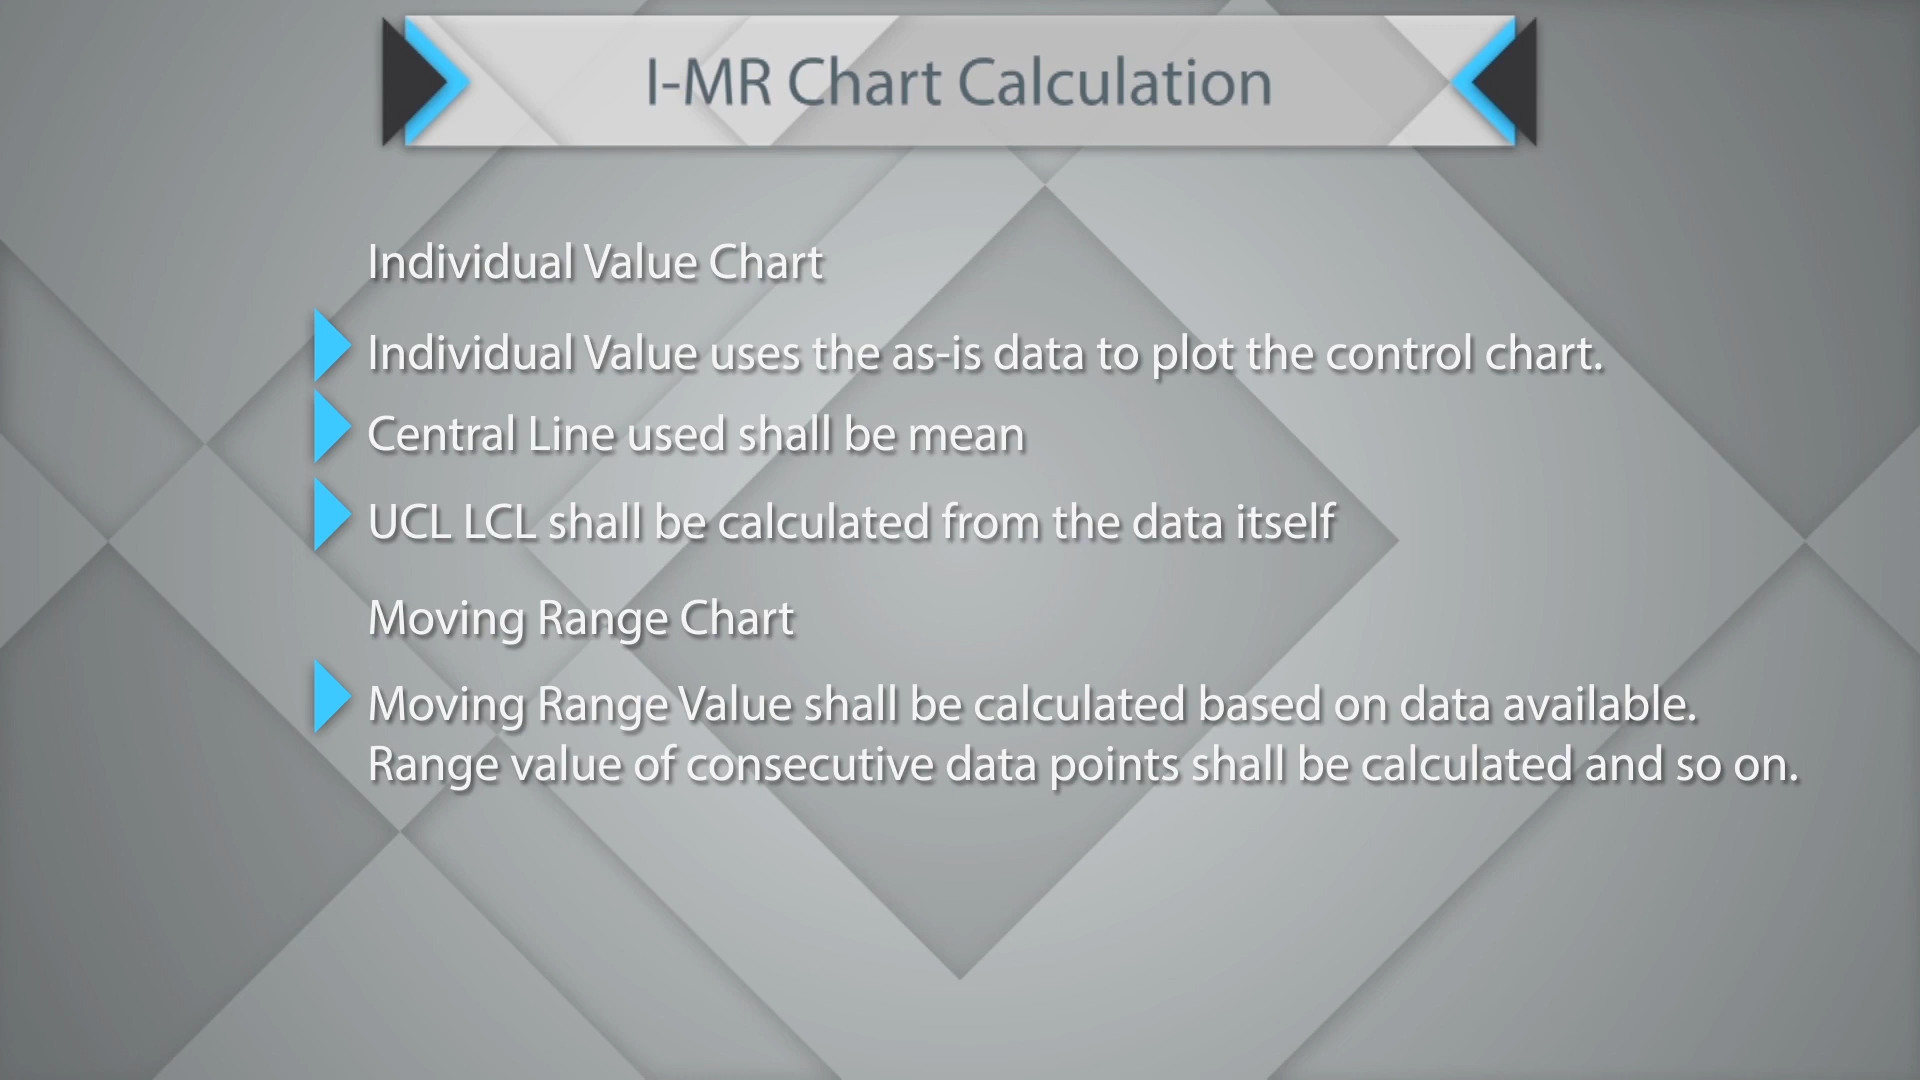 I-MR Chart Calculation
Individual Value Chart
Individual Value uses the as-is data to plot the control chart.
Central Line used shall be mean
UCL LCL shall be calculated from the data itself
Moving Range Chart
Moving Range Value shall be calculated based on data available.
Range value of consecutive data points shall be calculated and so on.